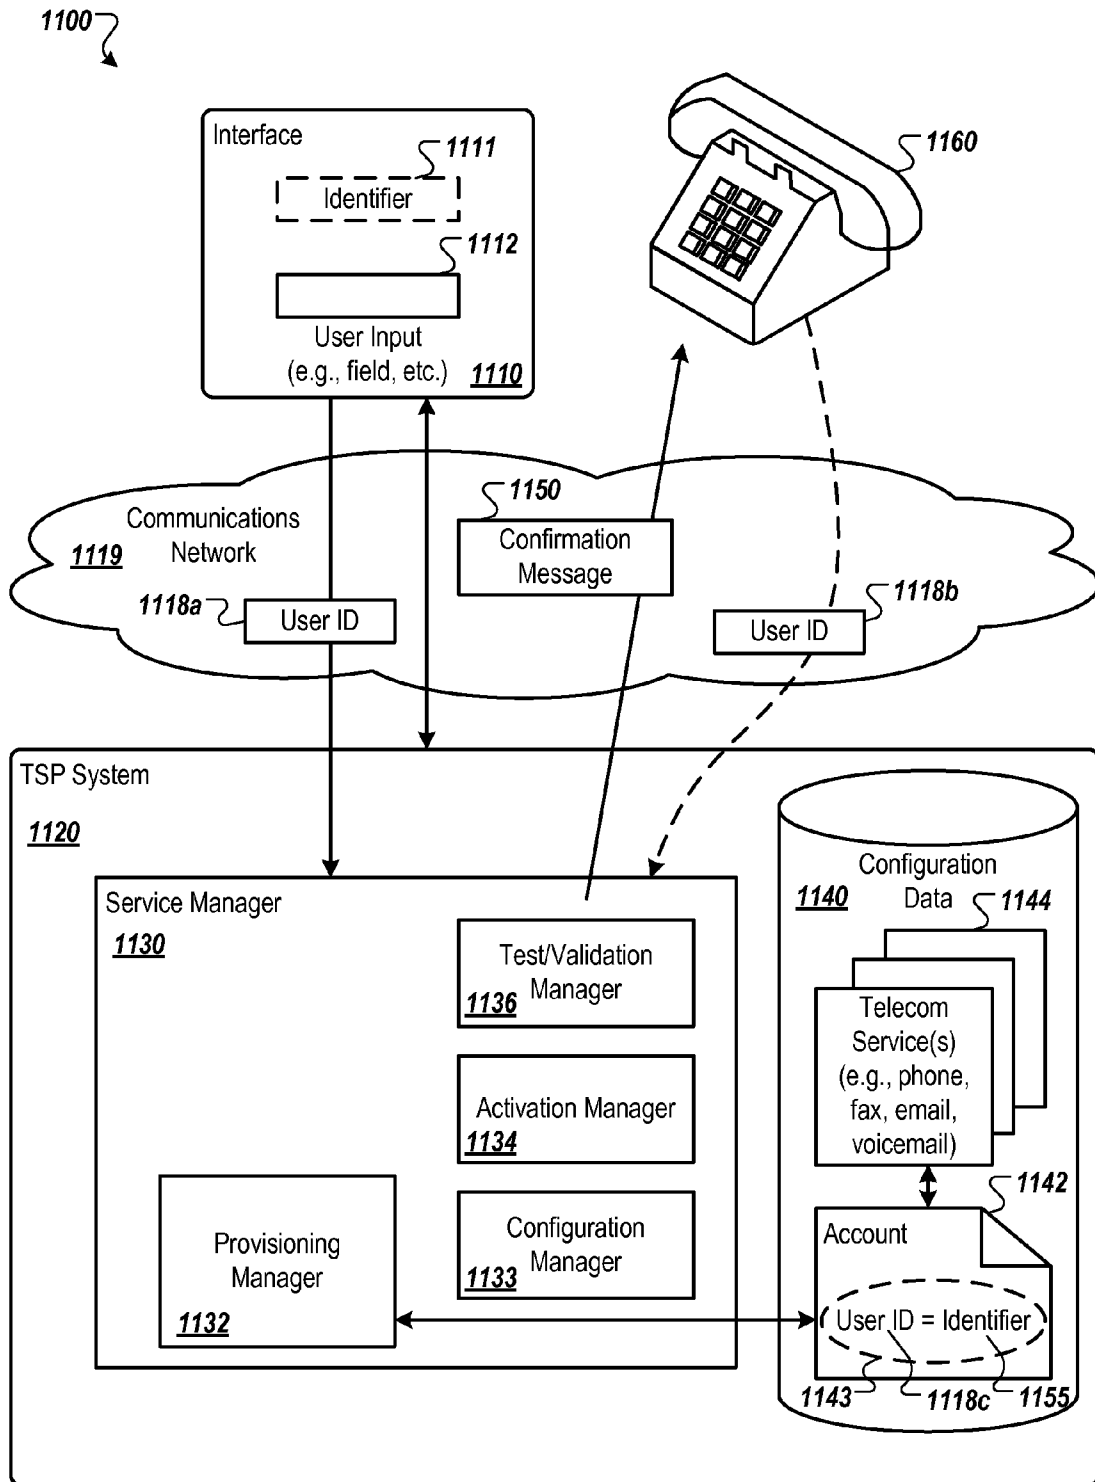 1100
Interface
1111
Identifier
1112
User Input
(e.g., field, etc.)
1110
1160
1150
Communications
Network
1119
Confirmation
Message
1118a
User ID
1118b
User ID
TSP System
1120
Service Manager
1130
Test/Validation
Manager
1136
Activation Manager
1134
Configuration
Manager
1133
Provisioning
Manager
1132
Configuration
Data
1140
1144
Telecom
Service(s)
(e.g., phone,
fax, email,
voicemail)
1142
Account
User ID = Identifier
1143
1118c
1155